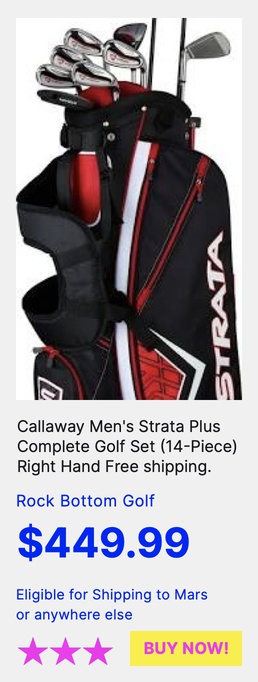 STRATA
Callaway Men's Strata Plus
Complete Golf Set (14-Piece)
Right Hand Free shipping.
Rock Bottom Golf
$449.99
Eligible for Shipping to Mars
or anywhere else
BUY NOW!